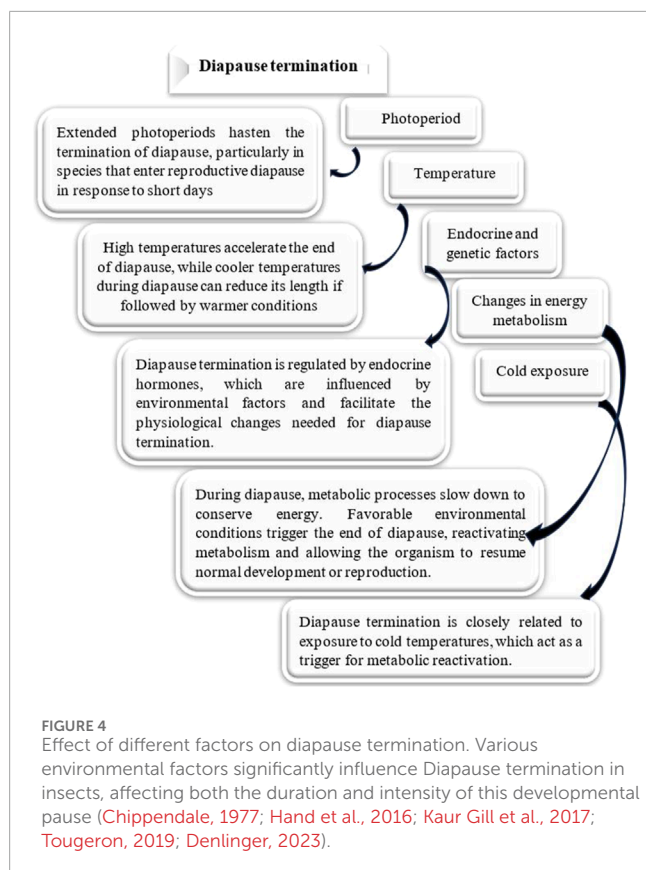 Diapause termination
Photoperiod
Extended photoperiods hasten the
termination of diapause, particularly in
species that enter reproductive diapause
in response to short days
Temperature
High temperatures accelerate the end
of diapause, while cooler temperatures
during diapause can reduce its length if
followed by warmer conditions
Endocrine and
genetic factors
Diapause termination is regulated by endocrine
hormones, which are influenced by
environmental factors and facilitate the
physiological changes needed for diapause
termination.
Changes in energy
metabolism
During diapause, metabolic processes slow down to
conserve energy. Favorable environmental
conditions trigger the end of diapause, reactivating
metabolism and allowing the organism to resume
normal development or reproduction.
Cold exposure
Diapause termination is closely related to
exposure to cold temperatures, which act as a
trigger for metabolic reactivation.
FIGURE 4
Effect of different factors on diapause termination. Various
environmental factors significantly influence Diapause termination in
insects, affecting both the duration and intensity of this developmental
pause (Chippendale, 1977; Hand et al., 2016; Kaur Gill et al., 2017;
Tougeron, 2019; Denlinger, 2023).